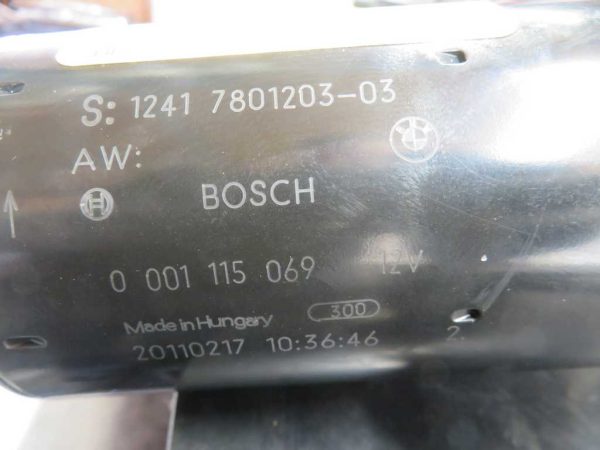 S: 1241 7801203-03
AW:
BOSCH
0 001 115 069 12V
Made in Hungary 300
20110217 10:36:46 2.